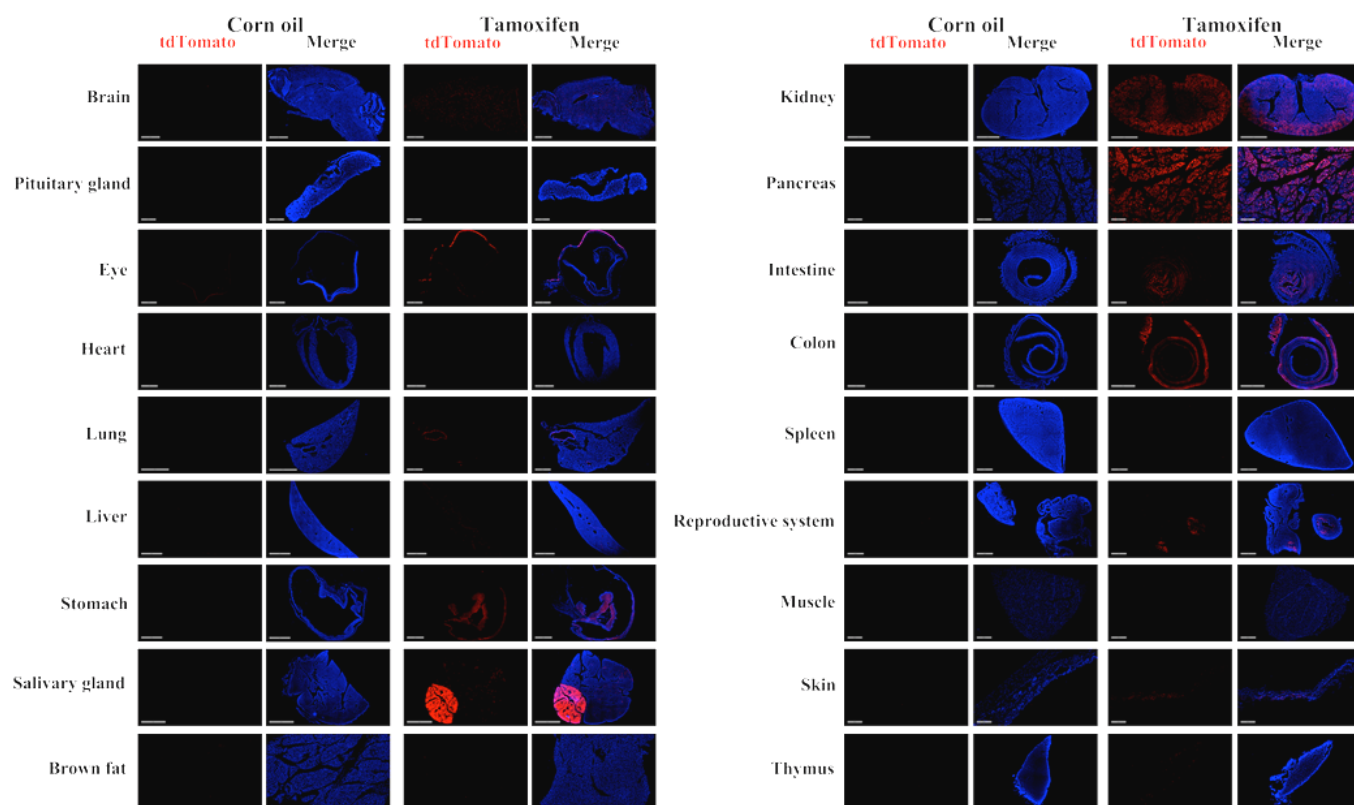 Corn oil Tamoxifen
tdTomato Merge tdTomato Merge
Brain
Pituitary gland
Eye
Heart
Lung
Liver
Stomach
Salivary gland
Brown fat
Corn oil Tamoxifen
tdTomato Merge tdTomato Merge
Kidney
Pancreas
Intestine
Colon
Spleen
Reproductive system
Muscle
Skin
Thymus